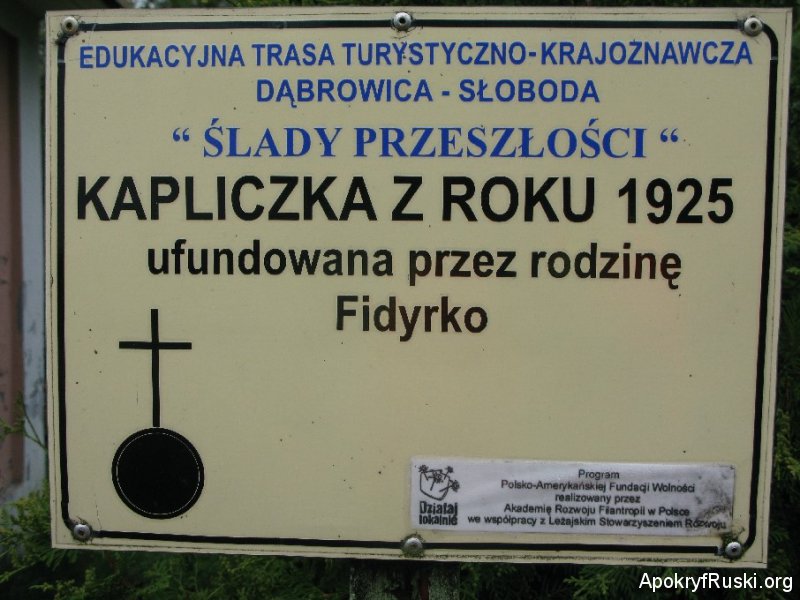 EDUKACYJNA TRASA TURYSTYCZNO-KRAJOZNAWCZA
DĄBROWICA - SŁOBODA
“ ŚLADY PRZESZŁOŚCI “
KAPLICZKA Z ROKU 1925
ufundowana przez rodzinę
Fidyrko
Działaj
lokalnie
Program
Polsko-Amerykańskiej Fundacji Wolności
realizowany przez
Akademię Rozwoju Filantropii w Polsce
we współpracy z Leżajskim Stowarzyszeniem Rozwoju
ApokryfRuski.org